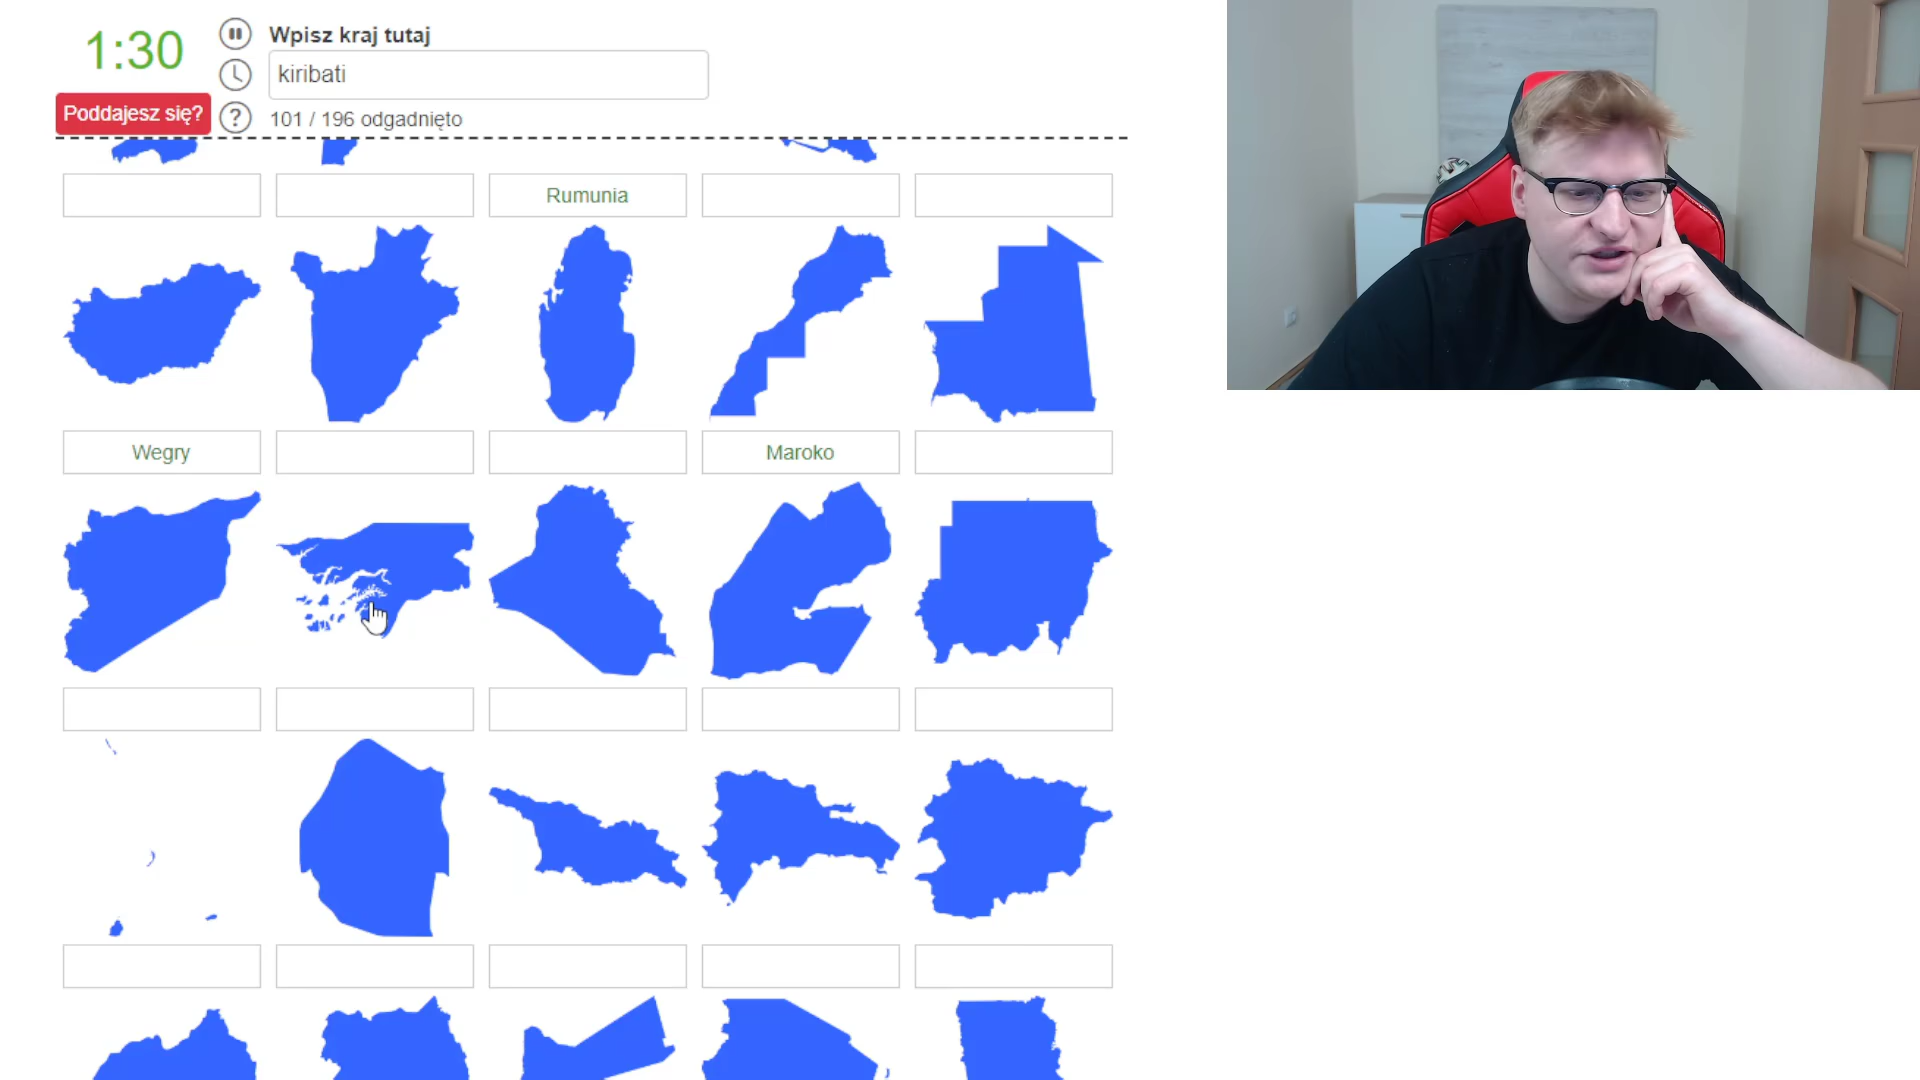 1:30
Wpisz kraj tutaj
kiribati
Poddajesz się?
101 / 196 odgadnięto
Rumunia
Wegry
Maroko